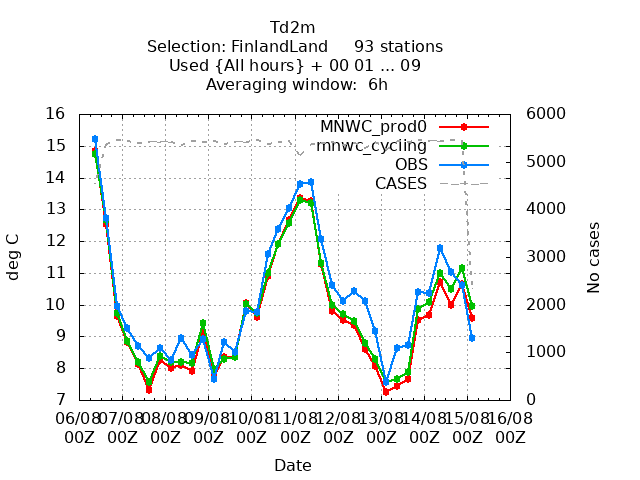 Td2m
Selection: FinlandLand 93 stations
Used {All hours} + 00 01 ... 09
Averaging window: 6h
16 6000
15 5000
14
13 4000
12
11 3000
10 2000
9
8 1000
7 0
MNWC_prod0
mnwc_cycling
OBS
CASES
deg C
No cases
06/08 07/08 08/08 09/08 10/08 11/08 12/08 13/08 14/08 15/08 16/08
00Z 00Z 00Z 00Z 00Z 00Z 00Z 00Z 00Z 00Z 00Z
Date